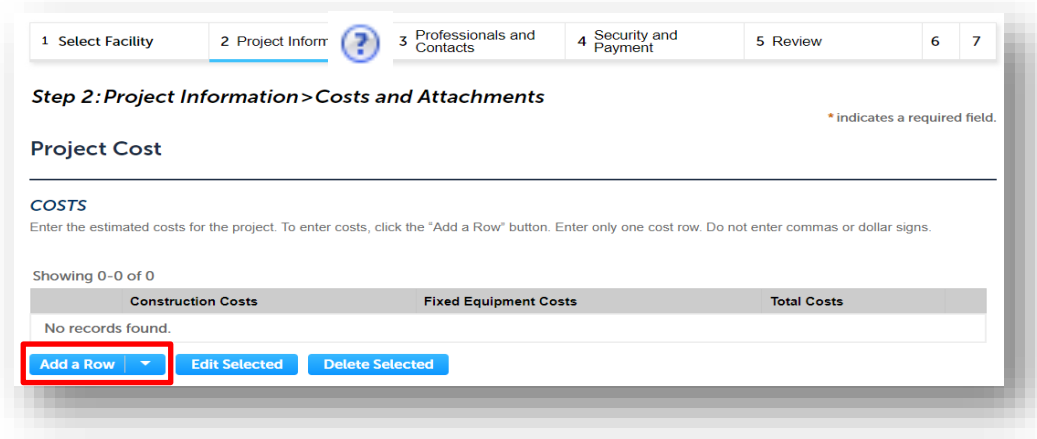 1 Select Facility
2 Project Inform
?
3 Professionals and
Contacts
4 Security and
Payment
5 Review
6
7
Step 2:Project Information>Costs and Attachments
* indicates a required field.
Project Cost
COSTS
Enter the estimated costs for the project. To enter costs, click the "Add a Row" button. Enter only one cost row. Do not enter commas or dollar signs.
Showing 0-0 of 0
Construction Costs Fixed Equipment Costs Total Costs
No records found.
Add a Row Edit Selected Delete Selected